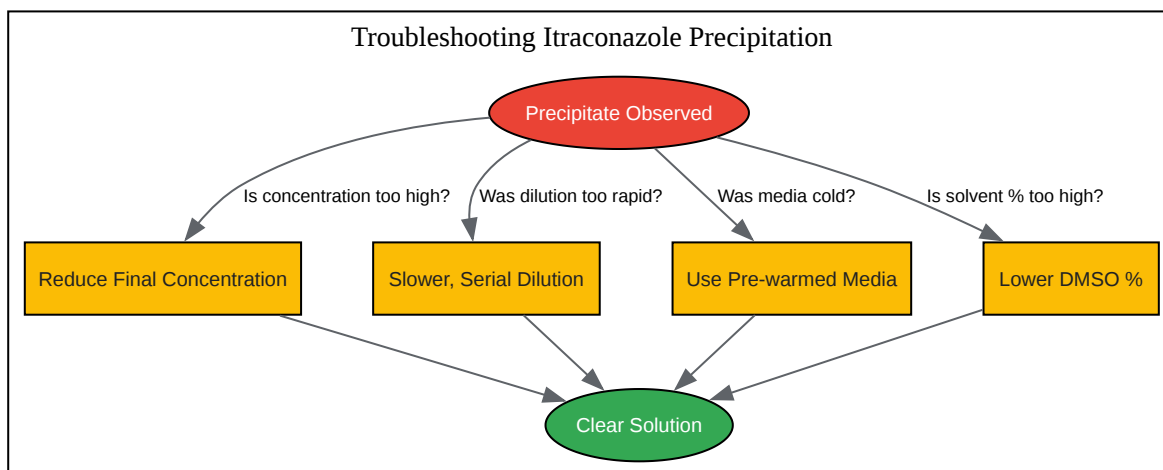 Troubleshooting Itraconazole Precipitation
Precipitate Observed
Is concentration too high?
Was dilution too rapid?
Was media cold?
Is solvent % too high?
Reduce Final Concentration
Slower, Serial Dilution
Use Pre-warmed Media
Lower DMSO %
Clear Solution